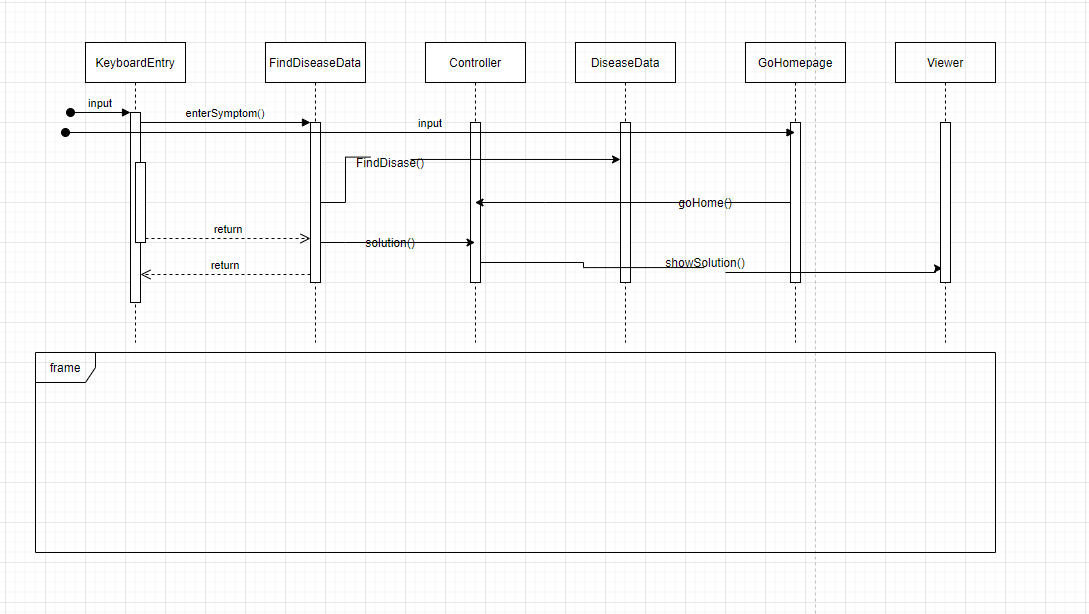 KeyboardEntry
FindDiseaseData
Controller
DiseaseData
GoHomepage
Viewer
input
enterSymptom()
input
FindDisase()
goHome()
return
solution()
return
showSolution()
frame